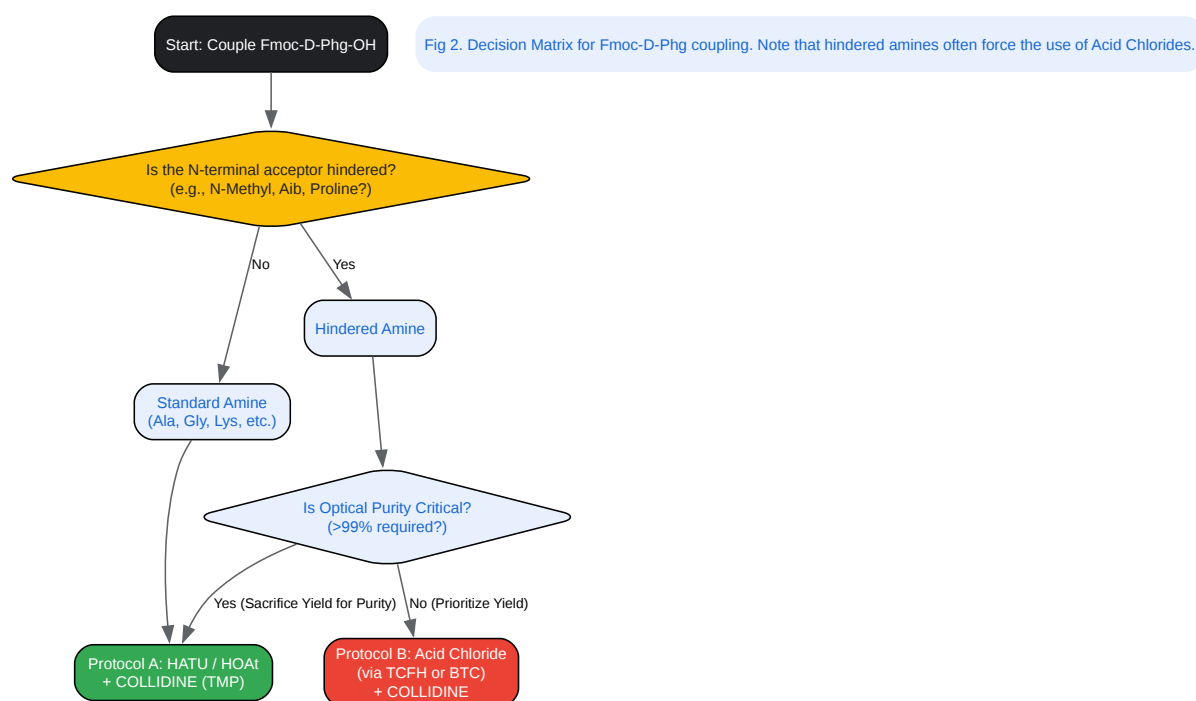 Start: Couple Fmoc-D-Phg-OH
Fig 2. Decision Matrix for Fmoc-D-Phg coupling. Note that hindered amines often force the use of Acid Chlorides.
Is the N-terminal acceptor hindered?
(e.g., N-Methyl, Aib, Proline?)
No
Yes
Hindered Amine
Standard Amine
(Ala, Gly, Lys, etc.)
Is Optical Purity Critical?
(>99% required?)
Yes (Sacrifice Yield for Purity)
No (Prioritize Yield)
Protocol A: HATU / HOAt
+ COLLIDINE (TMP)
Protocol B: Acid Chloride
(via TCFH or BTC)
+ COLLIDINE